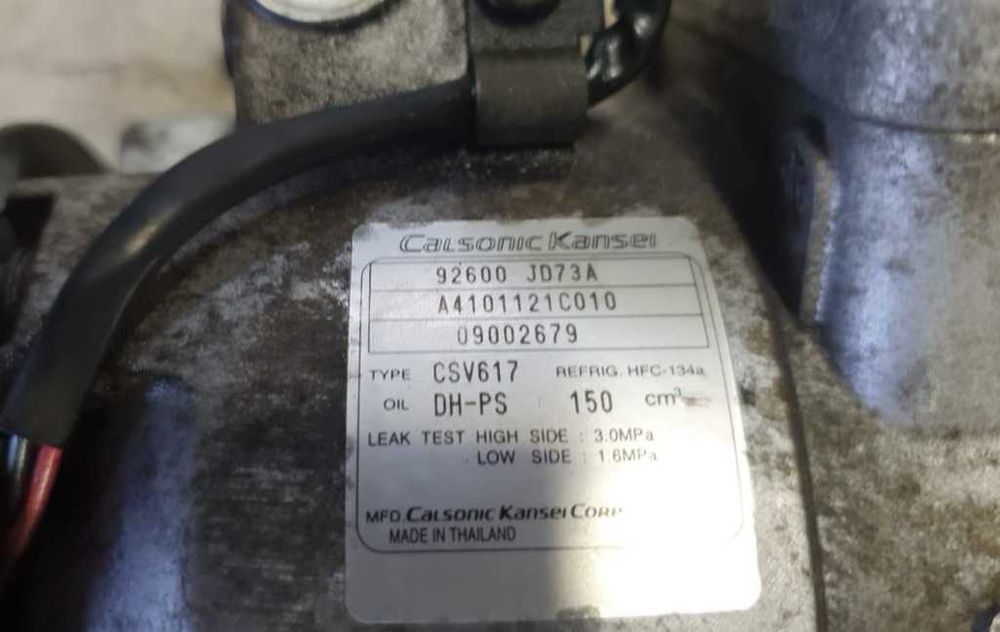 Calsonic Kansei
92600 JD73A
A4101121C010
09002679
TYPE CSV617 REFRIG. HFC-134a
OIL DH-PS : 150 cm³
LEAK TEST HIGH SIDE : 3.0MPa
LOW SIDE : 1.6MPa
MFD. Calsonic Kansei Corp
MADE IN THAILAND